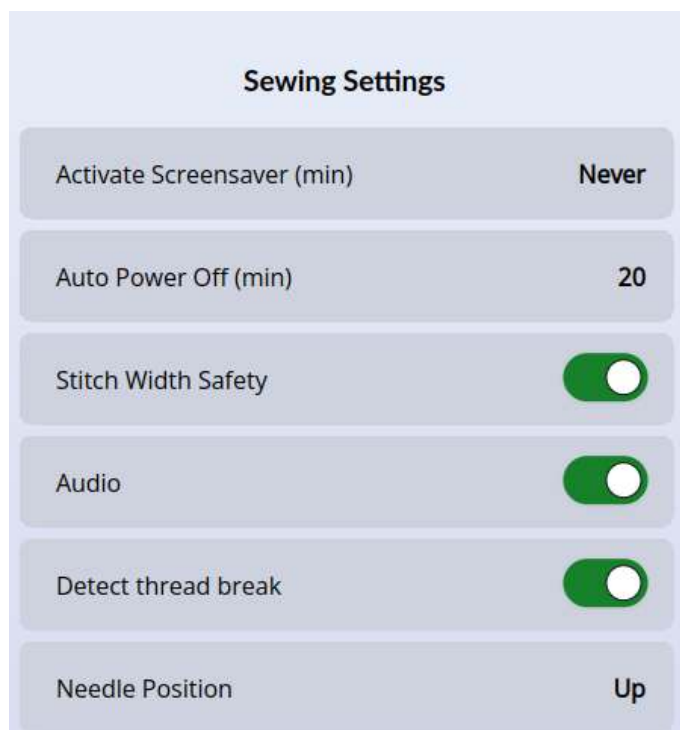 Sewing Settings
Activate Screensaver (min) Never
Auto Power Off (min) 20
Stitch Width Safety
Audio
Detect thread break
Needle Position Up